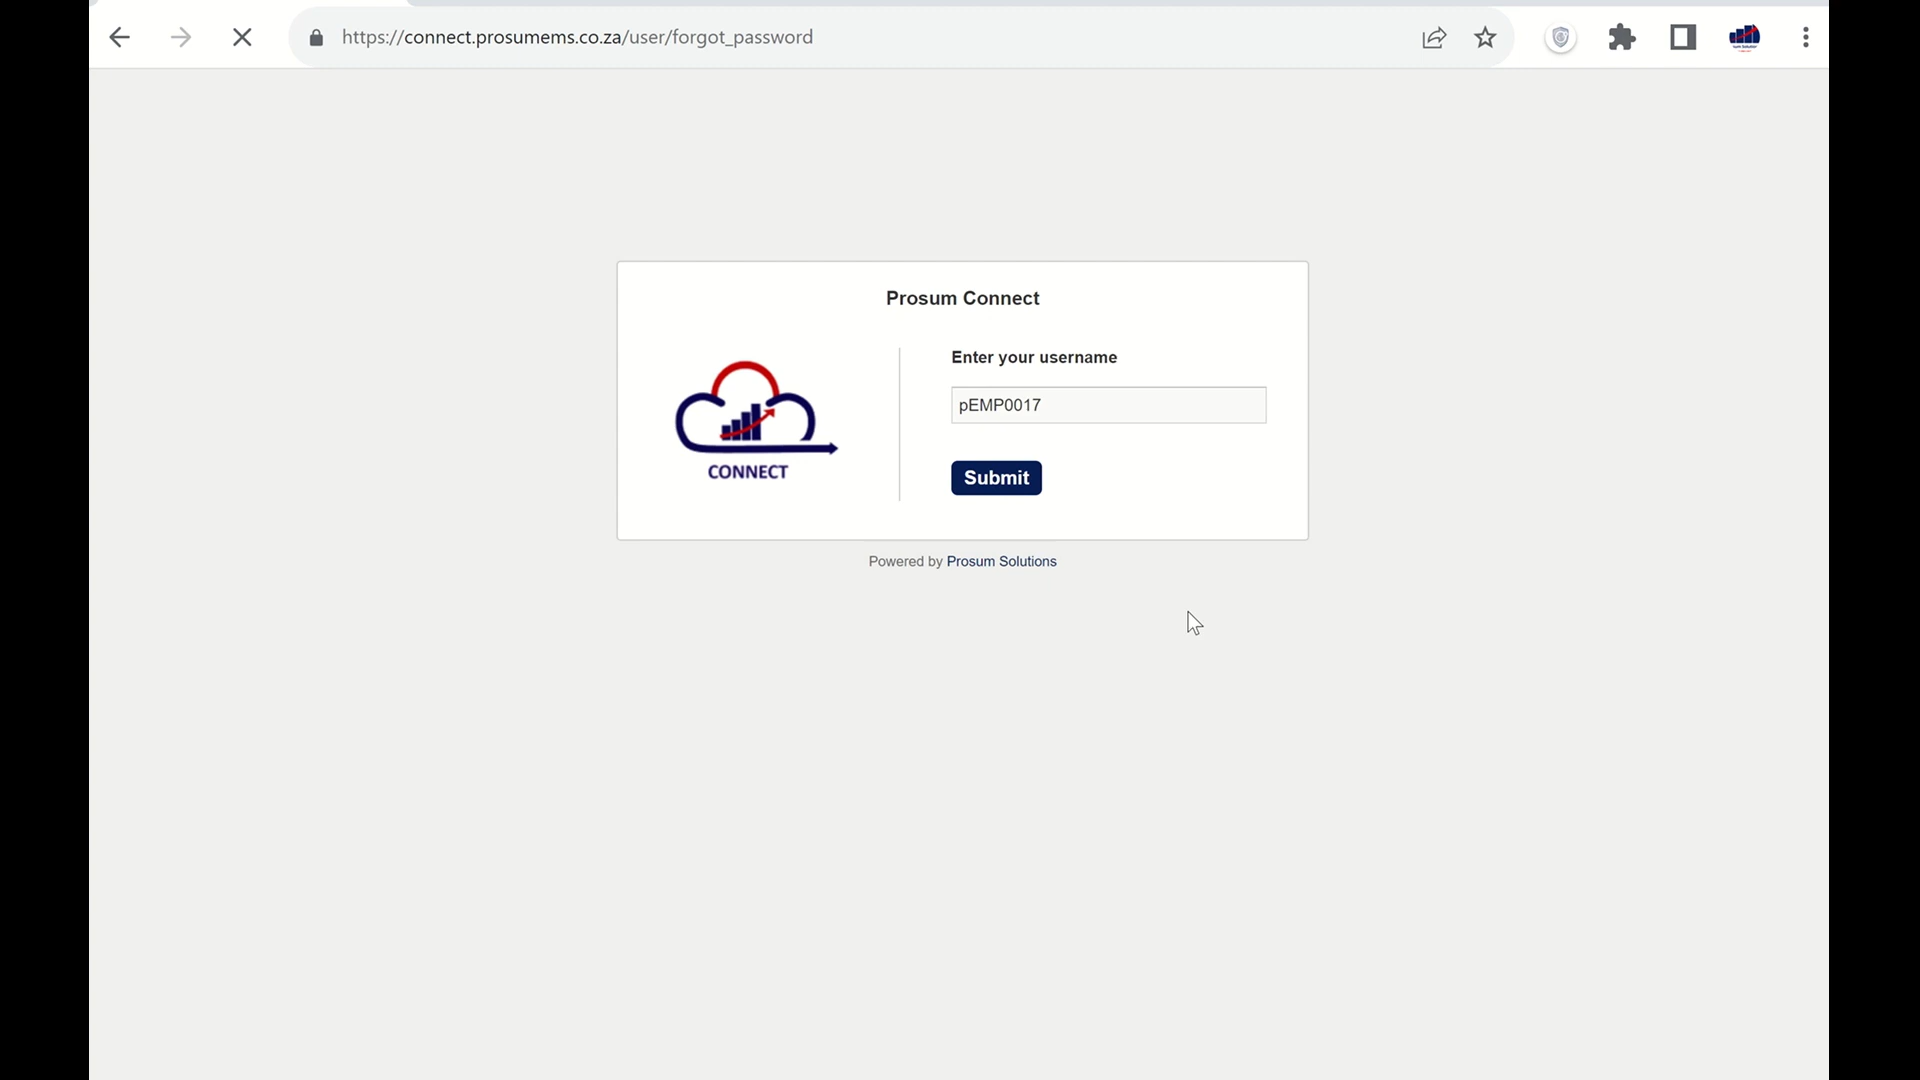 https://connect.prosumems.co.za/user/forgot_password
Prosum Connect
Enter your username
pEMP0017
CONNECT
Submit
Powered by Prosum Solutions